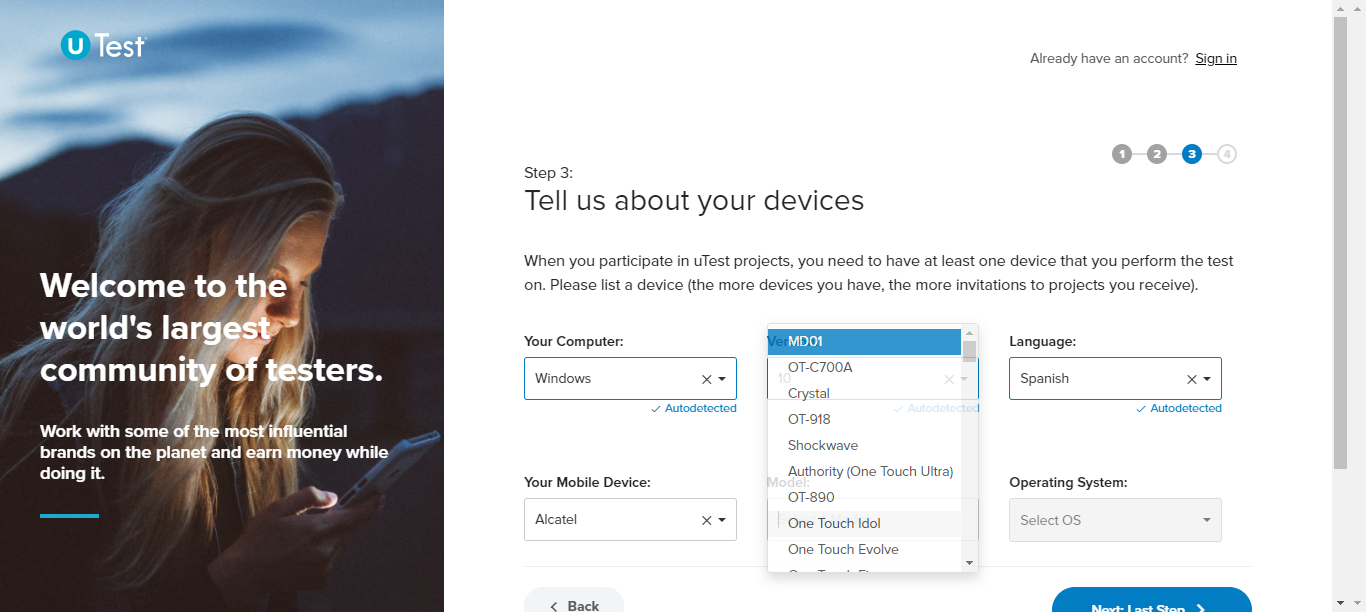 U Test
Already have an account? Sign in
1 2 3 4
Step 3:
Tell us about your devices
When you participate in uTest projects, you need to have at least one device that you perform the test
on. Please list a device (the more devices you have, the more invitations to projects you receive).
Welcome to the
world's largest
community of testers.
Work with some of the most influential
brands on the planet and earn money while
doing it.
Your Computer:
Windows
Autodetected
10
Autodetected
Language:
Spanish
Autodetected
Your Mobile Device:
Alcatel
Model:
MD01
OT-C700A
Crystal
OT-918
Shockwave
Authority (One Touch Ultra)
OT-890
One Touch Idol
One Touch Evolve
Operating System:
Select OS
Back
Next: Last Step